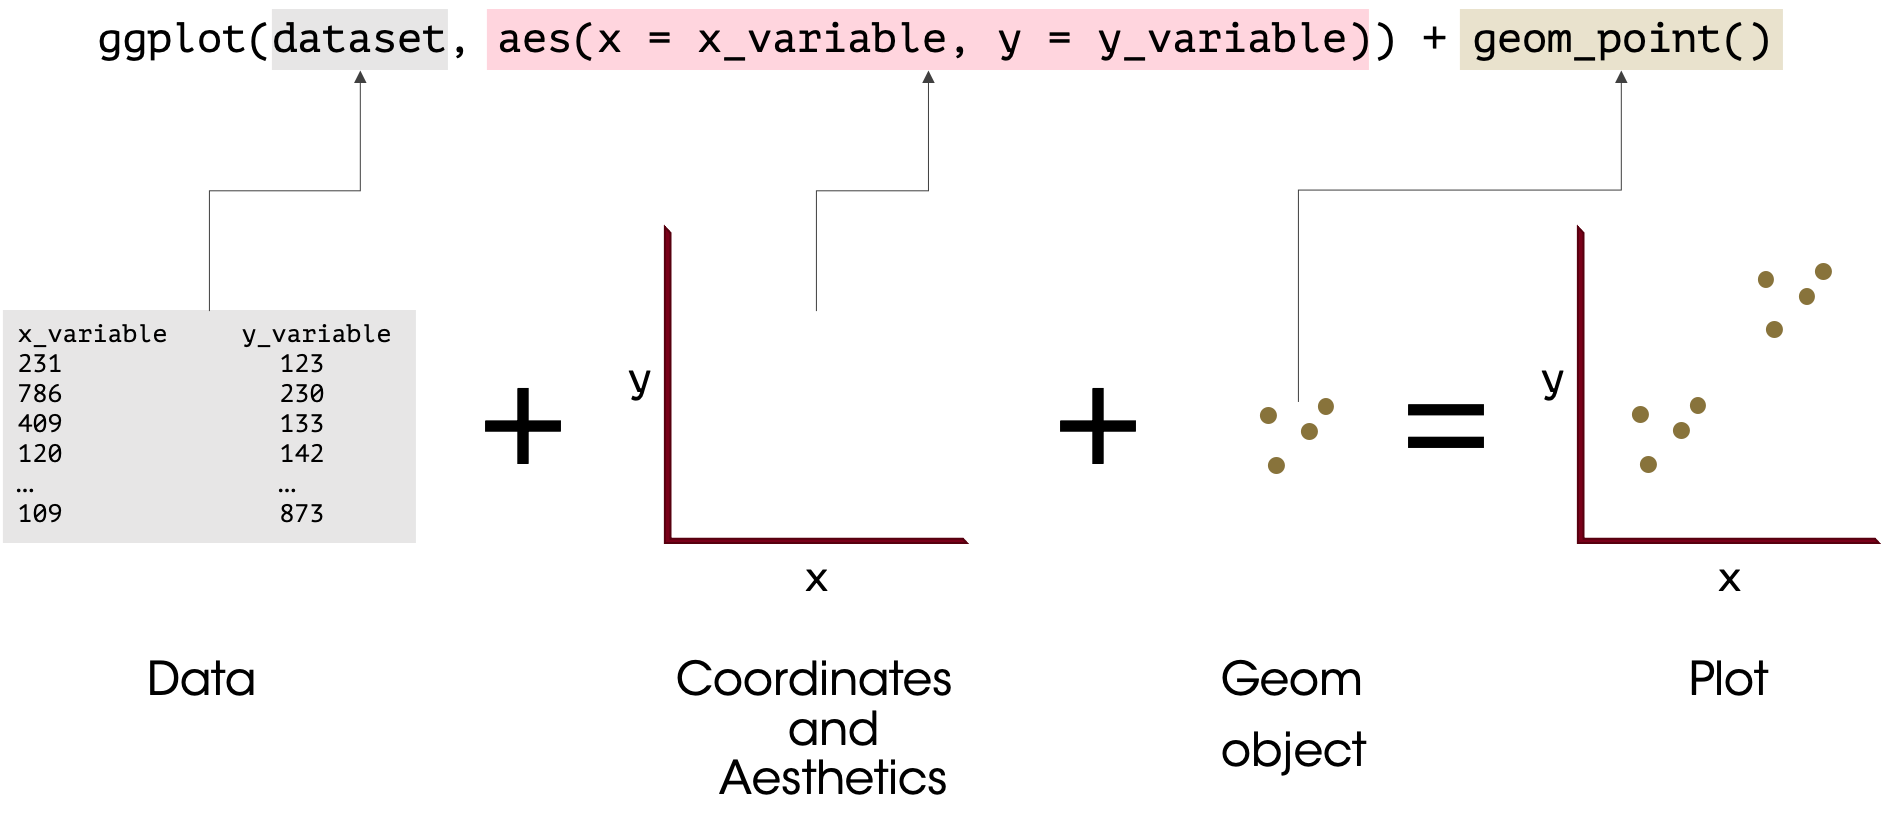 ggplot(dataset, aes(x = x_variable, y = y_variable)) + geom_point()
x_variable y_variable
231 123
786 230
409 133
120 142
... ...
109 873
+
y
x
+
=
y
x
Data
Coordinates
and
Aesthetics
Geom
object
Plot